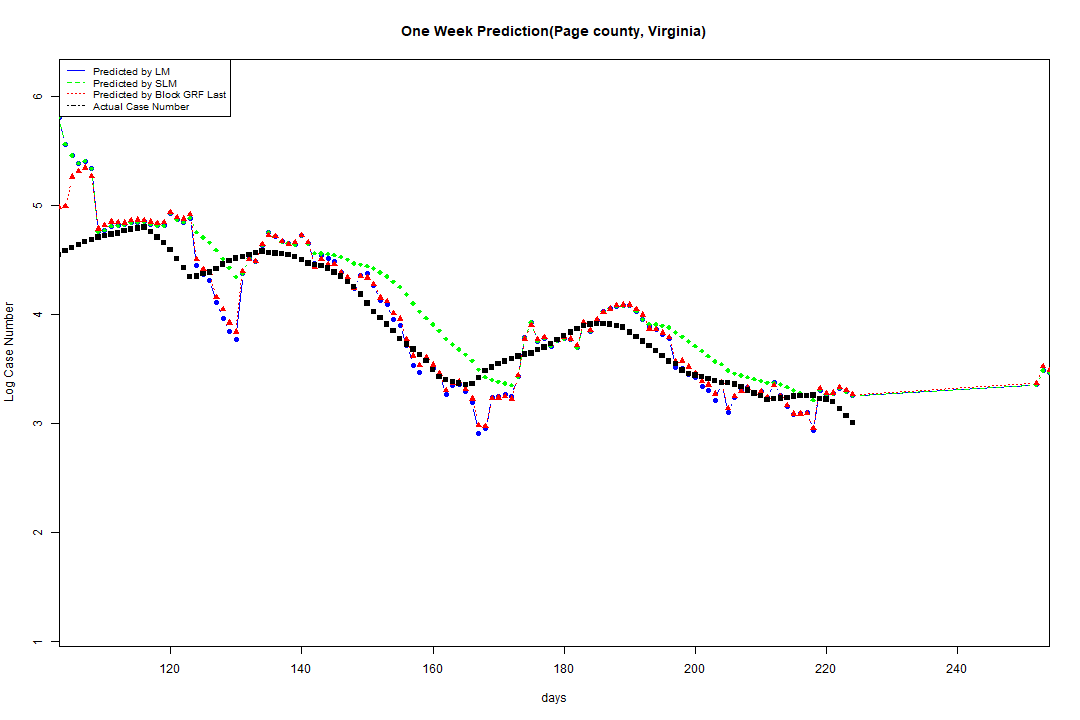 One Week Prediction(Page county, Virginia)
Predicted by LM
Predicted by SLM
Predicted by Block GRF Last
Actual Case Number
6
5
4
3
2
1
Log Case Number
120 140 160 180 200 220 240
days